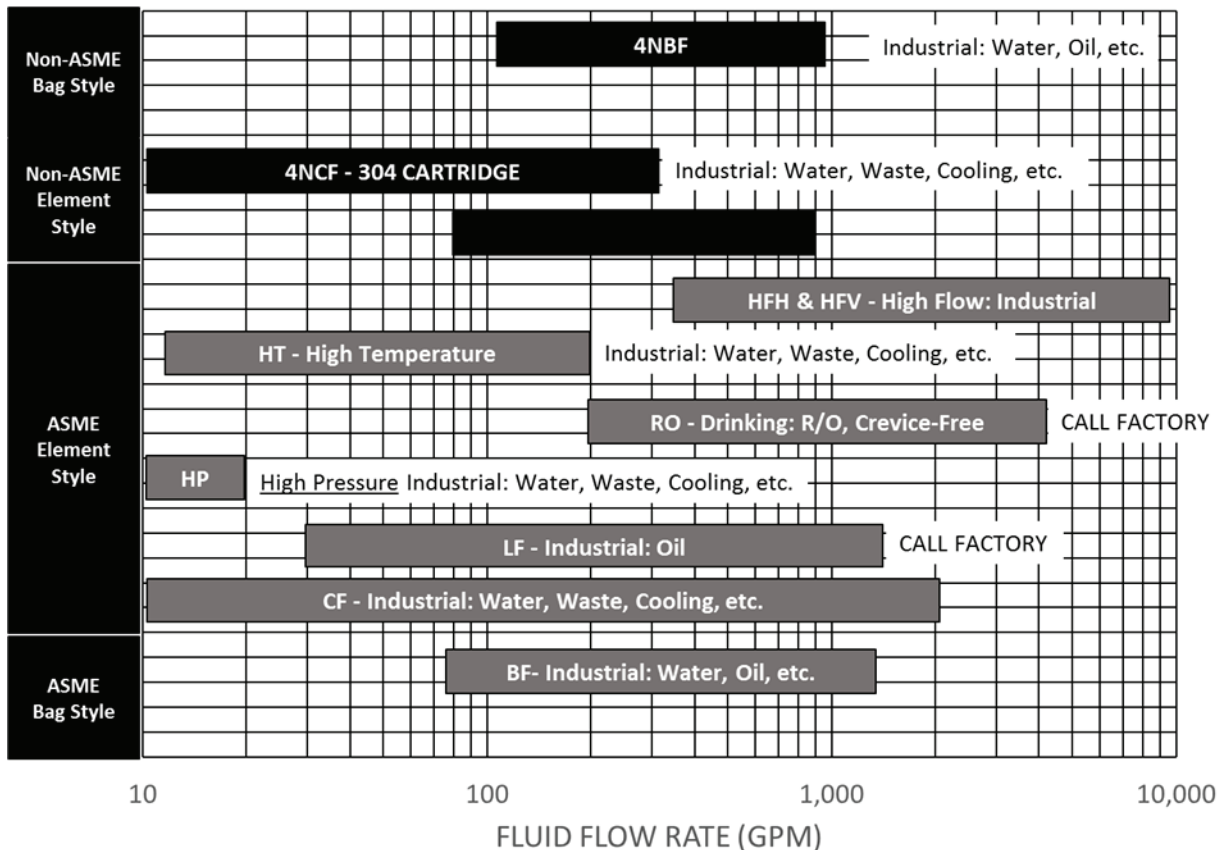 Non-ASME
Bag Style
4NBF
Industrial: Water, Oil, etc.
Non-ASME
Element
Style
4NCF - 304 CARTRIDGE
Industrial: Water, Waste, Cooling, etc.
ASME
Element
Style
HFH & HFV - High Flow: Industrial
HT - High Temperature
Industrial: Water, Waste, Cooling, etc.
RO - Drinking: R/O, Crevice-Free
CALL FACTORY
HP
High Pressure Industrial: Water, Waste, Cooling, etc.
LF - Industrial: Oil
CALL FACTORY
CF - Industrial: Water, Waste, Cooling, etc.
ASME
Bag Style
BF- Industrial: Water, Oil, etc.
10
100
1,000
10,000
FLUID FLOW RATE (GPM)